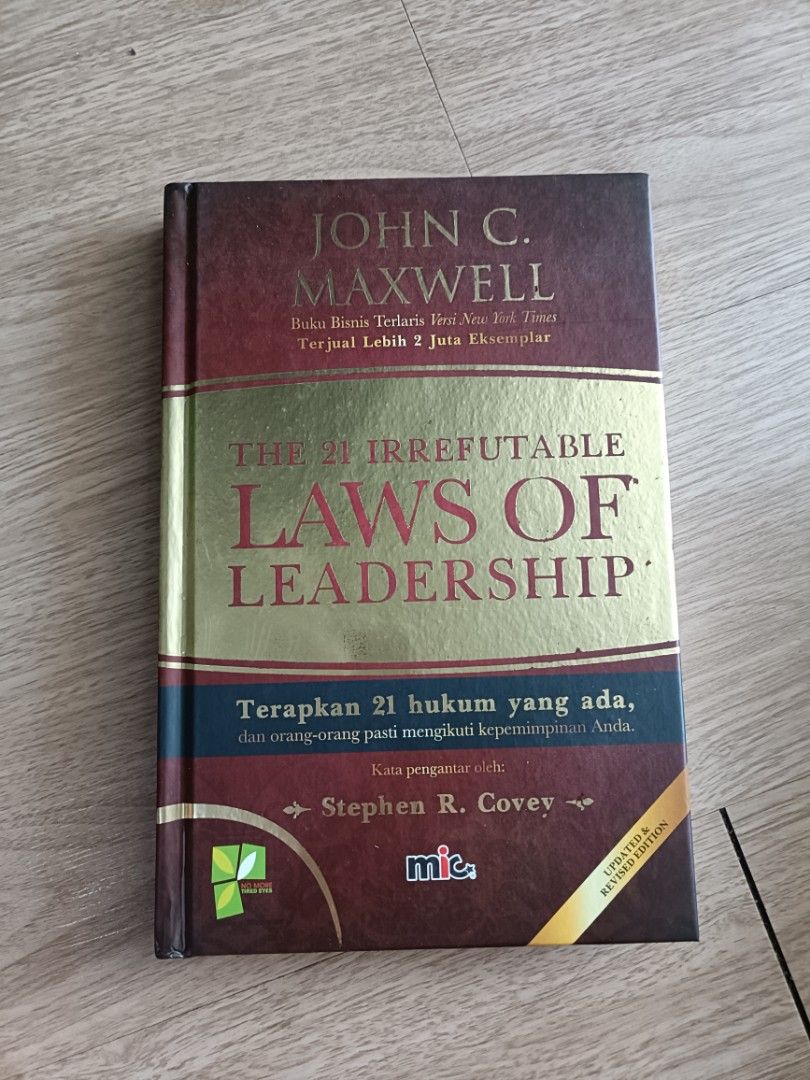 JOHN C.
MAXWELL
Buku Bisnis Terlaris Versi New York Times
Terjual Lebih 2 Juta Eksemplar
THE 21 IRREFUTABLE
LAWS OF
LEADERSHIP
Terapkan 21 hukum yang ada,
dan orang-orang pasti mengikuti kepemimpinan Anda.
Kata pengantar oleh:
Stephen R. Covey
NO MORE
TIRED EYES
mic
UPDATED &
REVISED EDITION